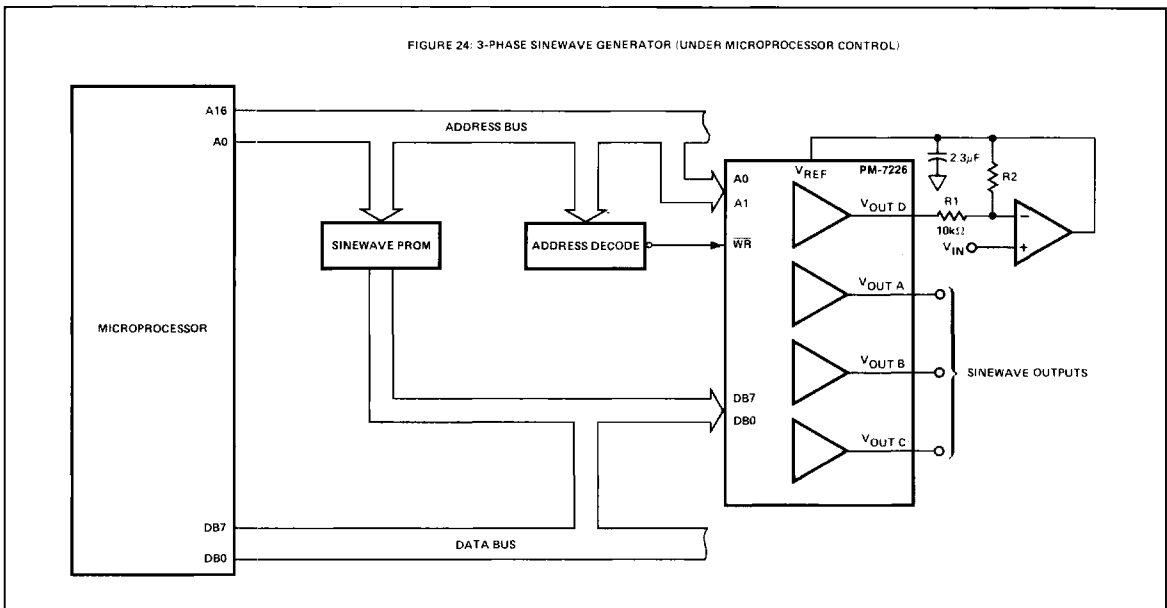 FIGURE 24: 3-PHASE SINEWAVE GENERATOR (UNDER MICROPROCESSOR CONTROL)
A16
ADDRESS BUS
A0
VREF
PM-7226
2.3µF
R2
A0
A1
VOUT D
R1
10kΩ
−
VIN
+
SINEWAVE PROM
ADDRESS DECODE
WR
VOUT A
MICROPROCESSOR
VOUT B
SINEWAVE OUTPUTS
DB7
DB0
VOUT C
DB7
DATA BUS
DB0